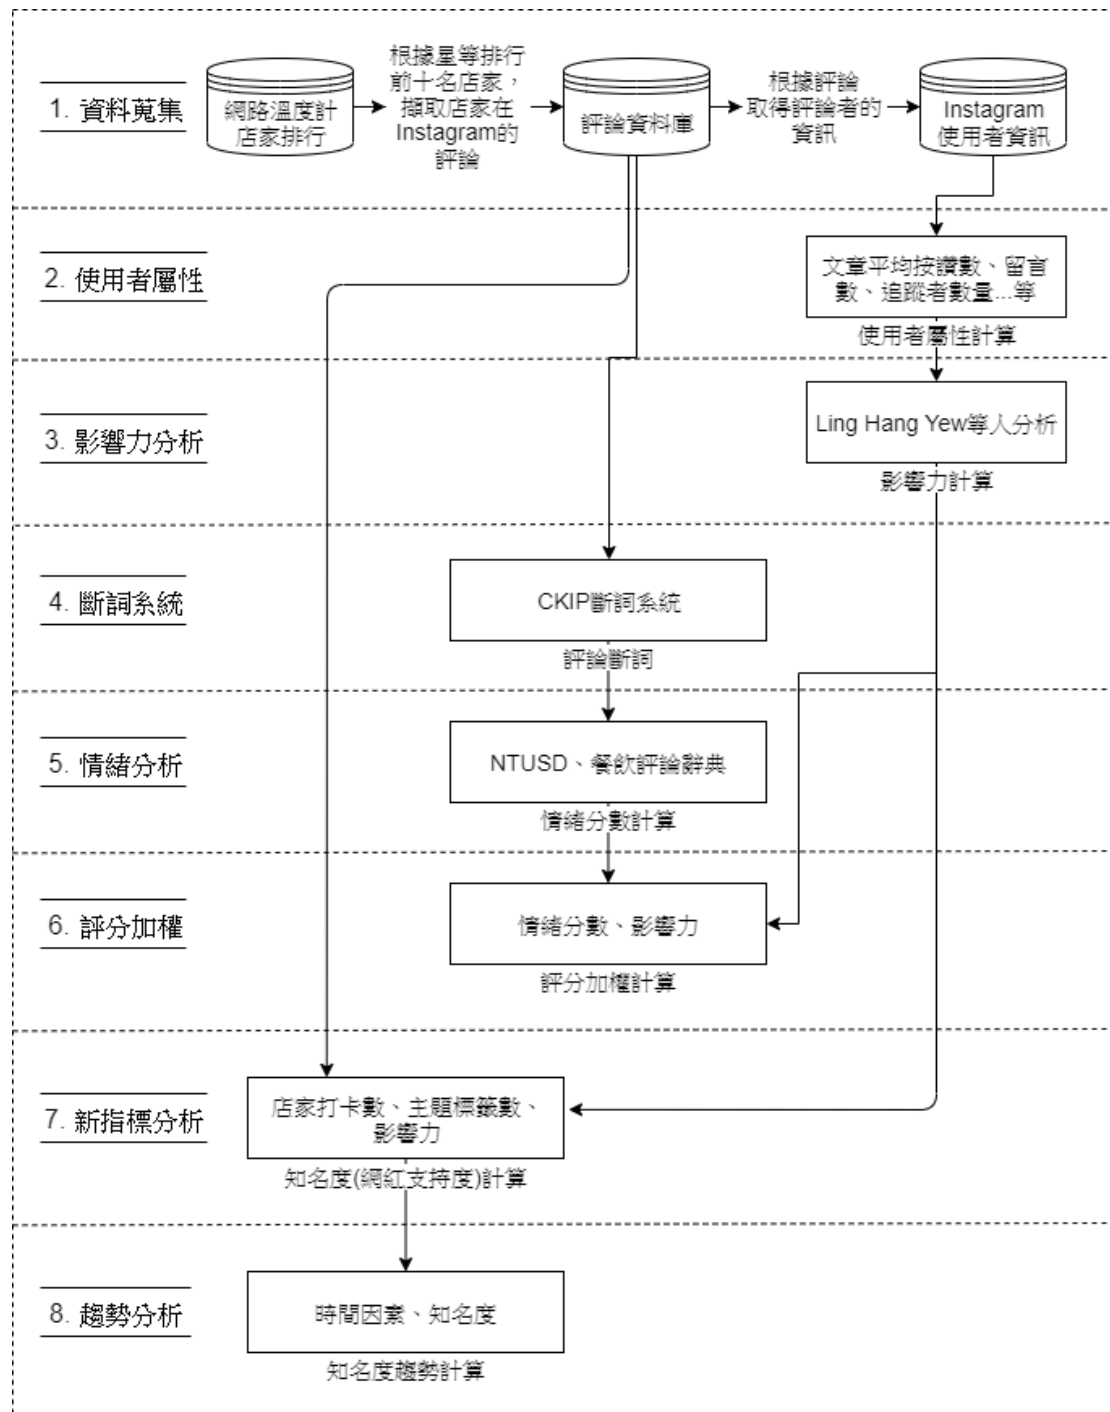 1. 資料蒐集
網路溫度計
店家排行
根據星等排行
前十名店家，
擷取店家在
Instagram的
評論
評論資料庫
根據評論
取得評論者的
資訊
Instagram
使用者資訊
2. 使用者屬性
文章平均按讚數、留言
數、追蹤者數量...等
使用者屬性計算
3. 影響力分析
Ling Hang Yew等人分析
影響力計算
4. 斷詞系統
CKIP斷詞系統
評論斷詞
5. 情緒分析
NTUSD、餐飲評論辭典
情緒分數計算
6. 評分加權
情緒分數、影響力
評分加權計算
7. 新指標分析
店家打卡數、主題標籤數、
影響力
知名度(網紅支持度)計算
8. 趨勢分析
時間因素、知名度
知名度趨勢計算